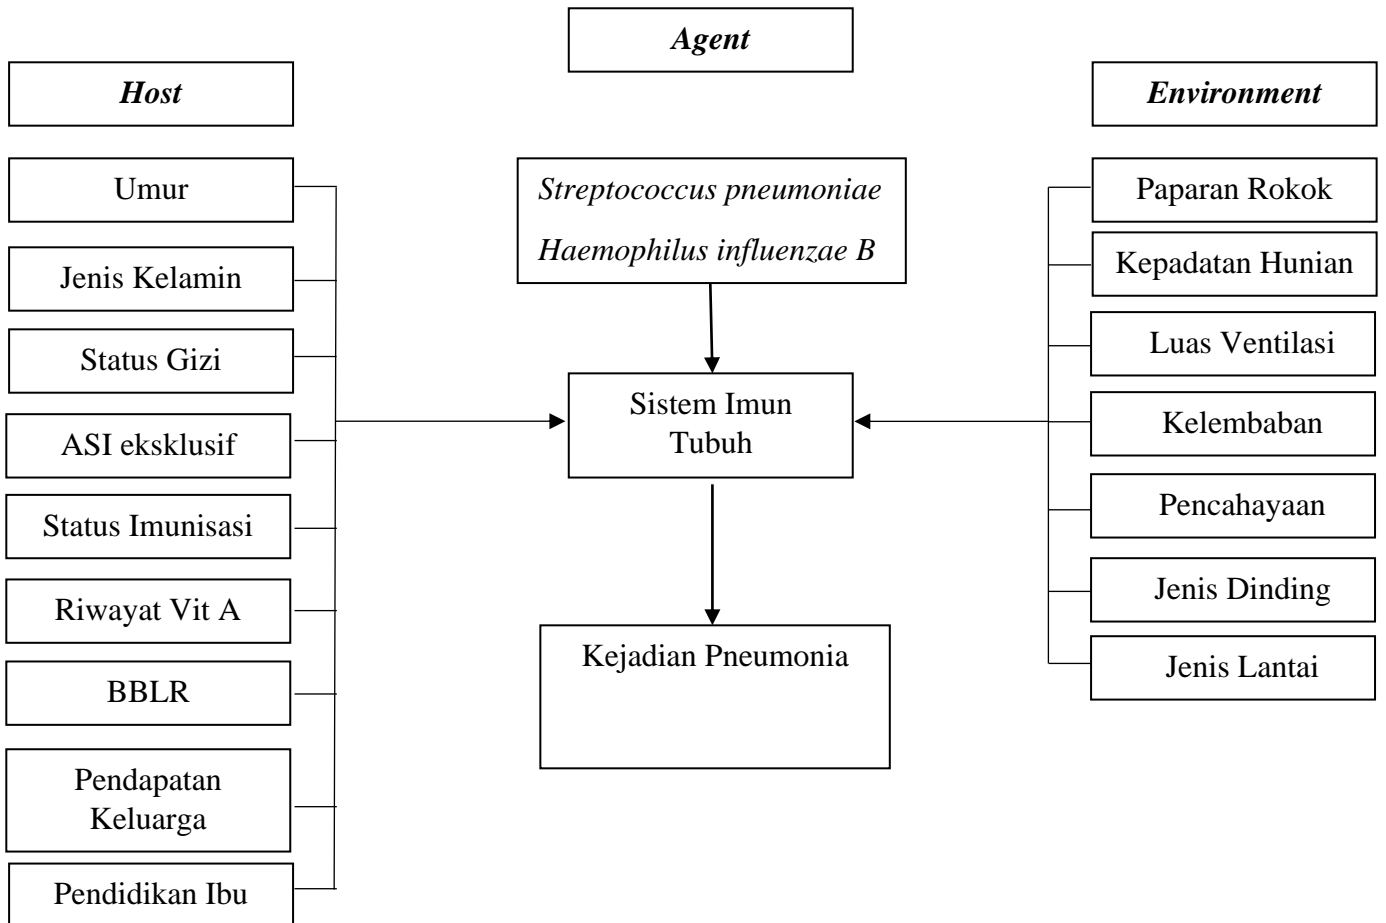 Agent
Host
Environment
Umur
Jenis Kelamin
Status Gizi
ASI eksklusif
Status Imunisasi
Riwayat Vit A
BBLR
Pendapatan
Keluarga
Pendidikan Ibu
Streptococcus pneumoniae
Haemophilus influenzae B
Sistem Imun
Tubuh
Kejadian Pneumonia
Paparan Rokok
Kepadatan Hunian
Luas Ventilasi
Kelembaban
Pencahayaan
Jenis Dinding
Jenis Lantai